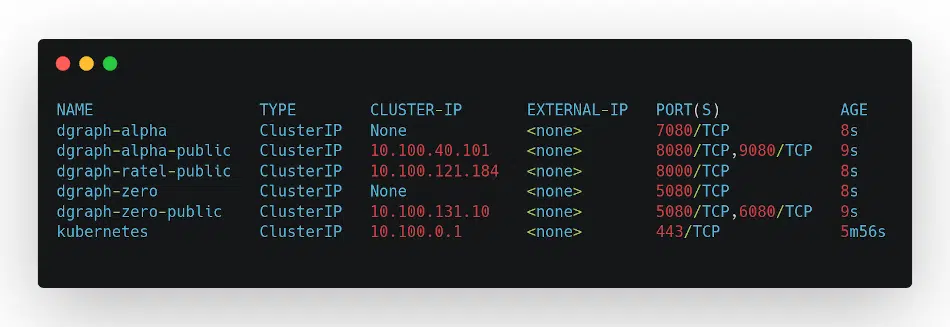 NAME TYPE CLUSTER-IP EXTERNAL-IP PORT(S) AGE
dgraph-alpha ClusterIP None <none> 7080/TCP 8s
dgraph-alpha-public ClusterIP 10.100.40.101 <none> 8080/TCP,9080/TCP 9s
dgraph-ratel-public ClusterIP 10.100.121.184 <none> 8000/TCP 8s
dgraph-zero ClusterIP None <none> 5080/TCP 8s
dgraph-zero-public ClusterIP 10.100.131.10 <none> 5080/TCP,6080/TCP 9s
kubernetes ClusterIP 10.100.0.1 <none> 443/TCP 5m56s